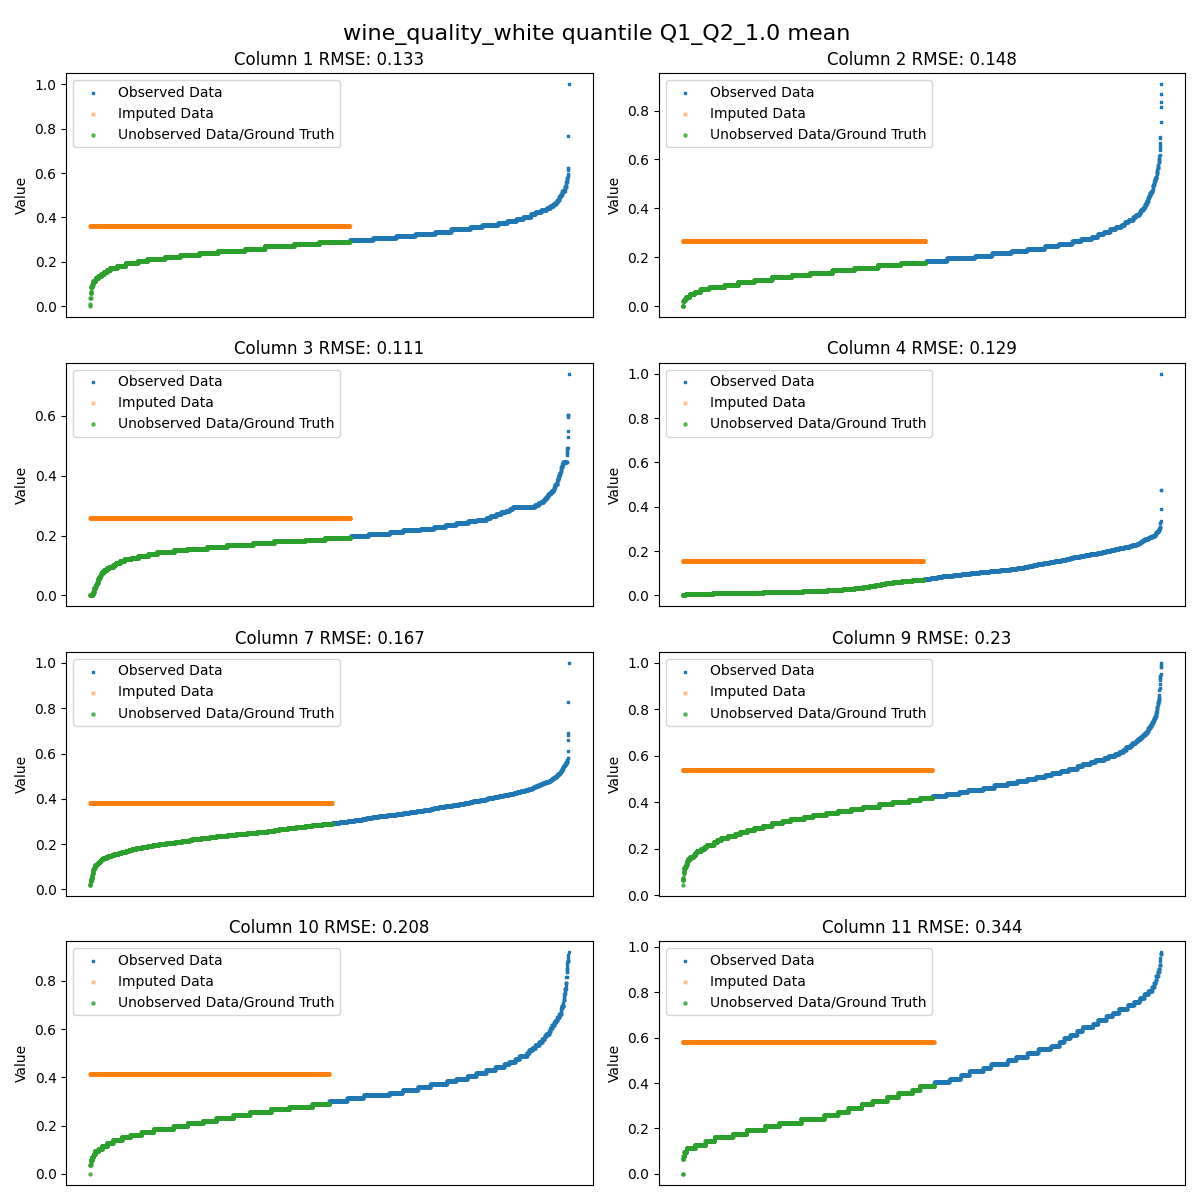 wine_quality_white quantile Q1_Q2_1.0 mean
Column 1 RMSE: 0.133
Value
1.0
0.8
0.6
0.4
0.2
0.0
Observed Data
Imputed Data
Unobserved Data/Ground Truth
Column 2 RMSE: 0.148
Value
0.8
0.6
0.4
0.2
0.0
Observed Data
Imputed Data
Unobserved Data/Ground Truth
Column 3 RMSE: 0.111
Value
0.6
0.4
0.2
0.0
Observed Data
Imputed Data
Unobserved Data/Ground Truth
Column 4 RMSE: 0.129
Value
1.0
0.8
0.6
0.4
0.2
0.0
Observed Data
Imputed Data
Unobserved Data/Ground Truth
Column 7 RMSE: 0.167
Value
1.0
0.8
0.6
0.4
0.2
0.0
Observed Data
Imputed Data
Unobserved Data/Ground Truth
Column 9 RMSE: 0.23
Value
1.0
0.8
0.6
0.4
0.2
0.0
Observed Data
Imputed Data
Unobserved Data/Ground Truth
Column 10 RMSE: 0.208
Value
0.8
0.6
0.4
0.2
0.0
Observed Data
Imputed Data
Unobserved Data/Ground Truth
Column 11 RMSE: 0.344
Value
1.0
0.8
0.6
0.4
0.2
0.0
Observed Data
Imputed Data
Unobserved Data/Ground Truth